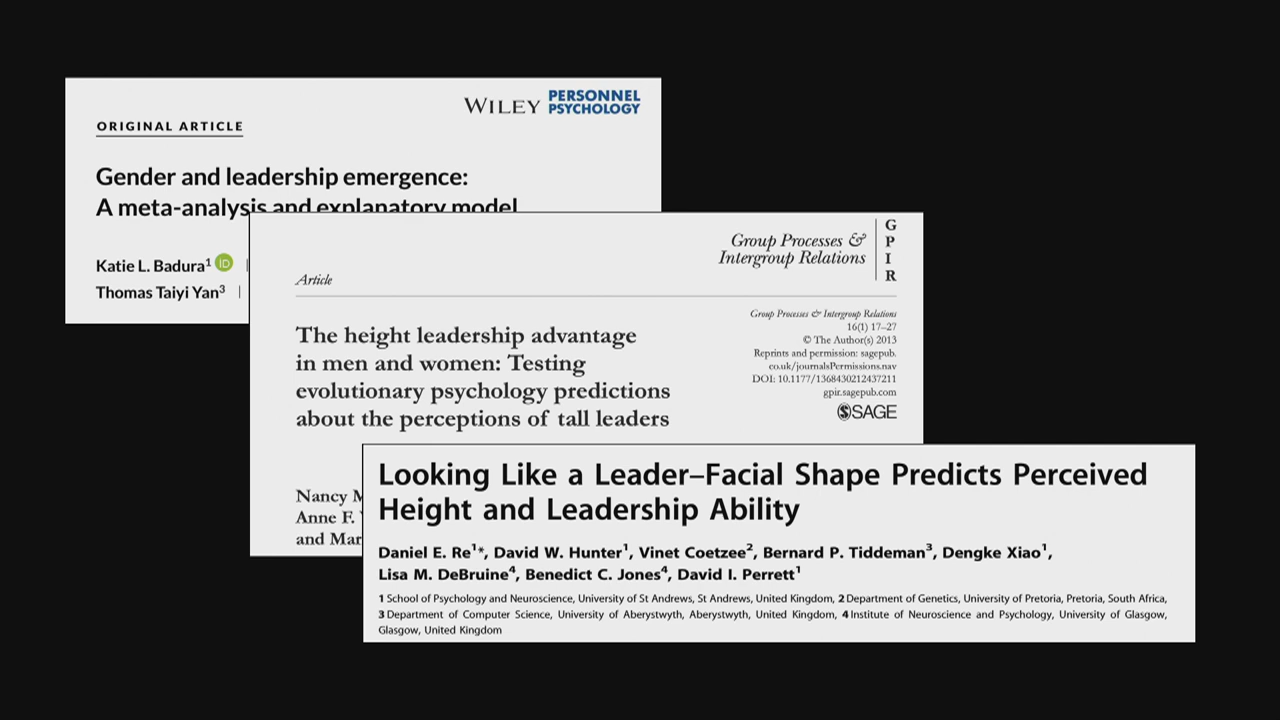 WILEY PERSONNEL PSYCHOLOGY
ORIGINAL ARTICLE
Gender and leadership emergence:
A meta-analysis and explanatory model
Katie L. Badura¹ iD |
Thomas Taiyi Yan³ |
Group Processes &
Intergroup Relations
G
P
I
R
Article
Group Processes & Intergroup Relations
16(1) 17–27
© The Author(s) 2013
Reprints and permission: sagepub.
co.uk/journalsPermissions.nav
DOI: 10.1177/1368430212437211
gpir.sagepub.com
SAGE
The height leadership advantage
in men and women: Testing
evolutionary psychology predictions
about the perceptions of tall leaders
Nancy
Anne F.
and
Looking Like a Leader–Facial Shape Predicts Perceived
Height and Leadership Ability
Daniel E. Re¹*, David W. Hunter¹, Vinet Coetzee², Bernard P. Tiddeman³, Dengke Xiao¹,
Lisa M. DeBruine⁴, Benedict C. Jones⁴, David I. Perrett¹
1 School of Psychology and Neuroscience, University of St Andrews, St Andrews, United Kingdom, 2 Department of Genetics, University of Pretoria, Pretoria, South Africa,
3 Department of Computer Science, University of Aberystwyth, Aberystwyth, United Kingdom, 4 Institute of Neuroscience and Psychology, University of Glasgow,
Glasgow, United Kingdom